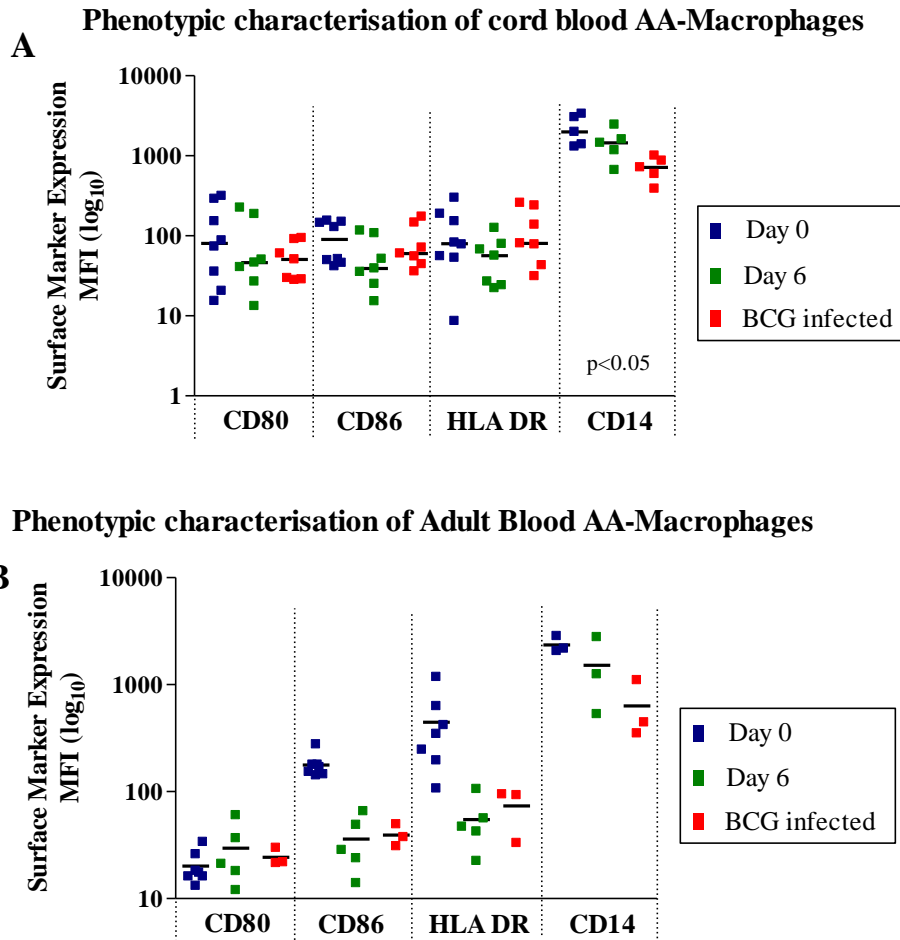 Phenotypic characterisation of cord blood AA-Macrophages
A
Surface Marker Expression
MFI (log10)
10000
1000
100
10
1
p<0.05
CD80 CD86 HLA DR CD14
Day 0
Day 6
BCG infected
Phenotypic characterisation of Adult Blood AA-Macrophages
B
Surface Marker Expression
MFI (log10)
10000
1000
100
10
CD80 CD86 HLA DR CD14
Day 0
Day 6
BCG infected